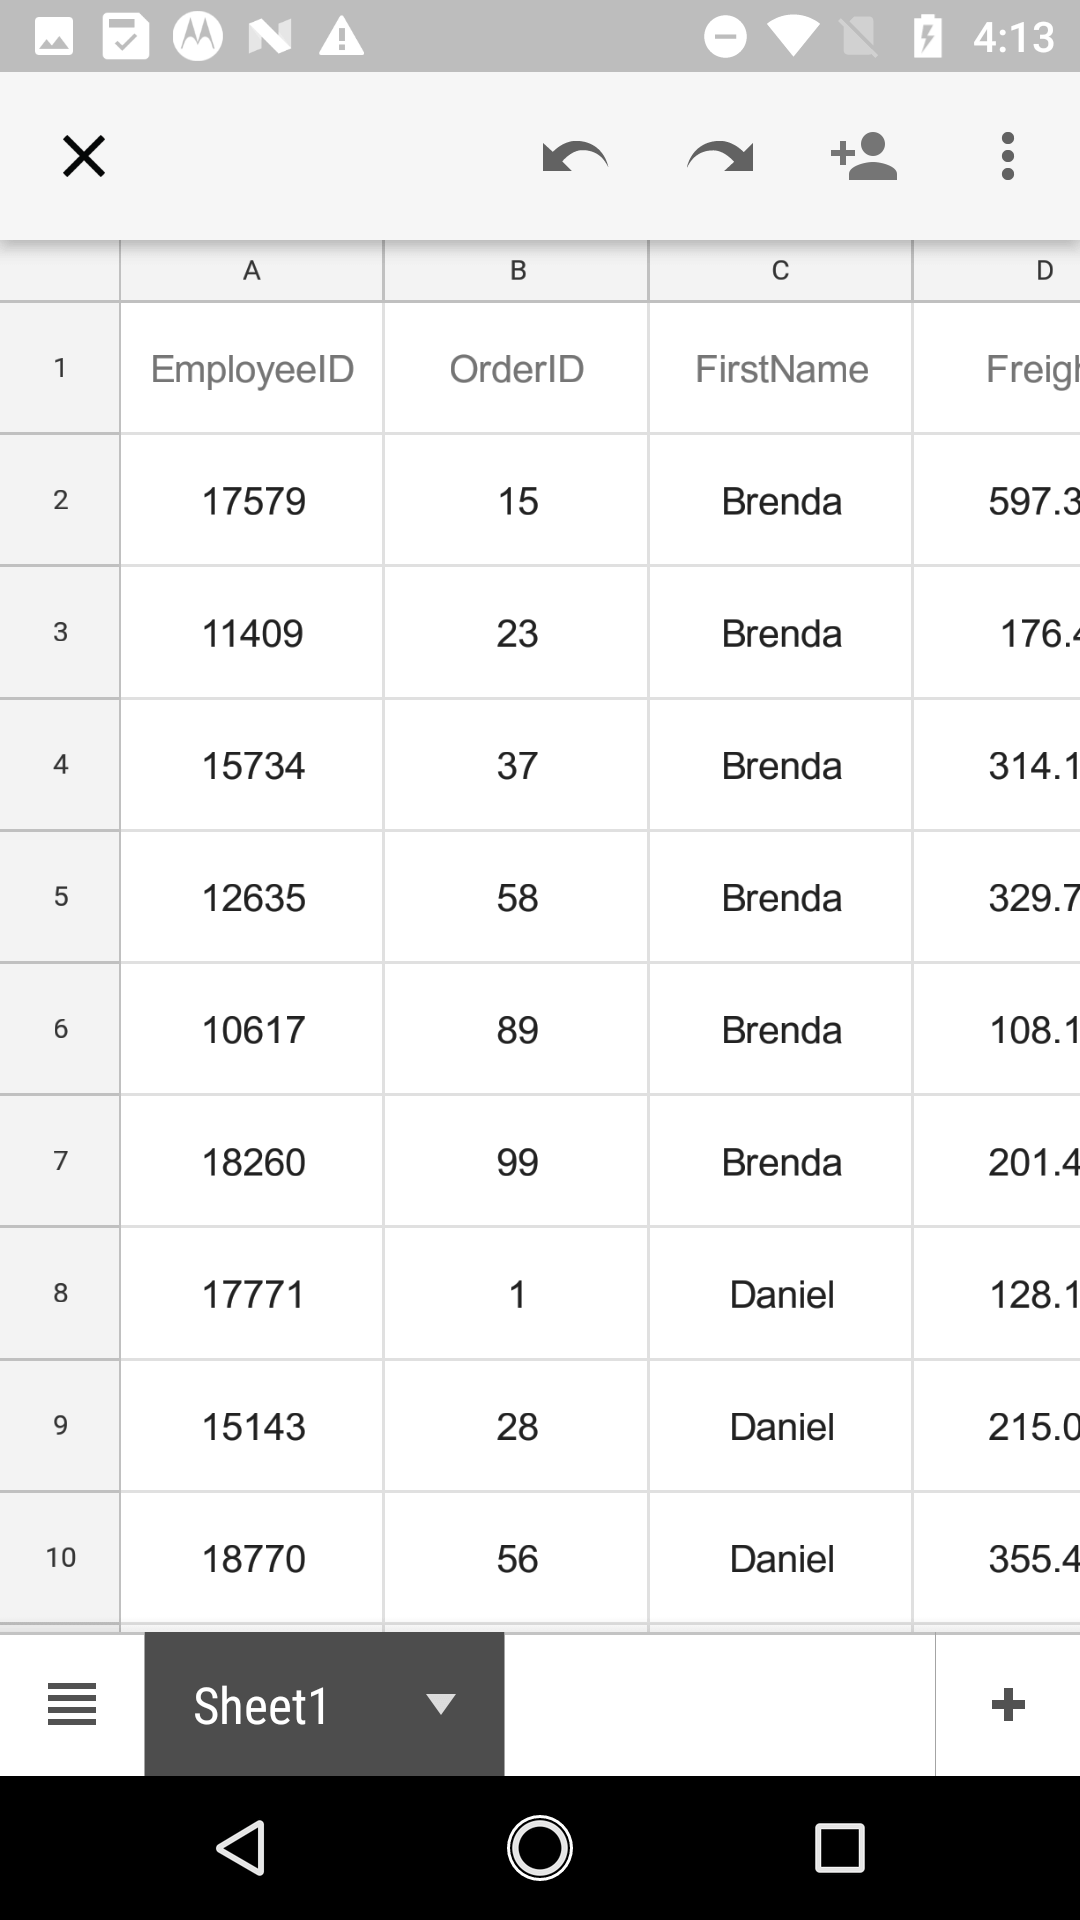 4:13
A B C D
1 EmployeeID OrderID FirstName Freigh
2 17579 15 Brenda 597.3
3 11409 23 Brenda 176.4
4 15734 37 Brenda 314.1
5 12635 58 Brenda 329.7
6 10617 89 Brenda 108.1
7 18260 99 Brenda 201.4
8 17771 1 Daniel 128.1
9 15143 28 Daniel 215.0
10 18770 56 Daniel 355.4
Sheet1